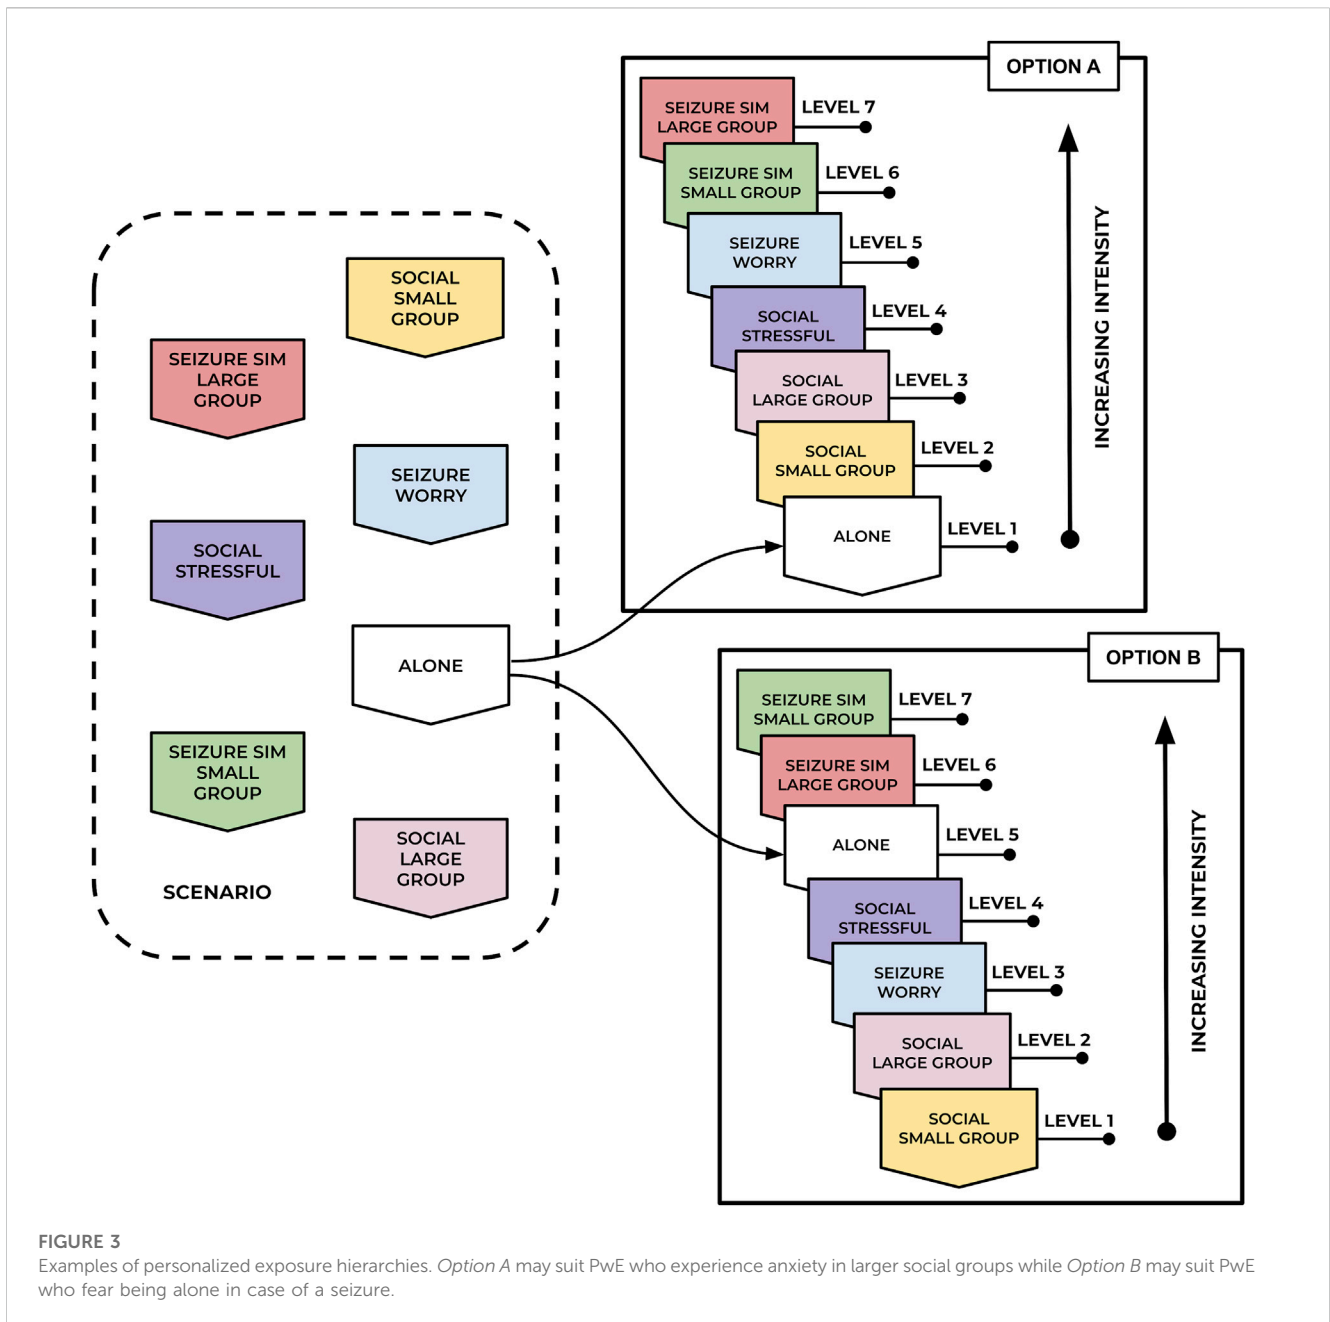 SOCIAL
SMALL
GROUP
SEIZURE SIM
LARGE
GROUP
SEIZURE
WORRY
SOCIAL
STRESSFUL
ALONE
SEIZURE SIM
SMALL
GROUP
SOCIAL
LARGE
GROUP
SCENARIO
OPTION A
SEIZURE SIM
LARGE GROUP
LEVEL 7
SEIZURE SIM
SMALL GROUP
LEVEL 6
SEIZURE
WORRY
LEVEL 5
SOCIAL
STRESSFUL
LEVEL 4
SOCIAL
LARGE GROUP
LEVEL 3
SOCIAL
SMALL GROUP
LEVEL 2
ALONE
LEVEL 1
INCREASING INTENSITY
OPTION B
SEIZURE SIM
SMALL GROUP
LEVEL 7
SEIZURE SIM
LARGE GROUP
LEVEL 6
ALONE
LEVEL 5
SOCIAL
STRESSFUL
LEVEL 4
SEIZURE
WORRY
LEVEL 3
SOCIAL
LARGE GROUP
LEVEL 2
SOCIAL
SMALL GROUP
LEVEL 1
INCREASING INTENSITY
FIGURE 3
Examples of personalized exposure hierarchies. Option A may suit PwE who experience anxiety in larger social groups while Option B may suit PwE
who fear being alone in case of a seizure.